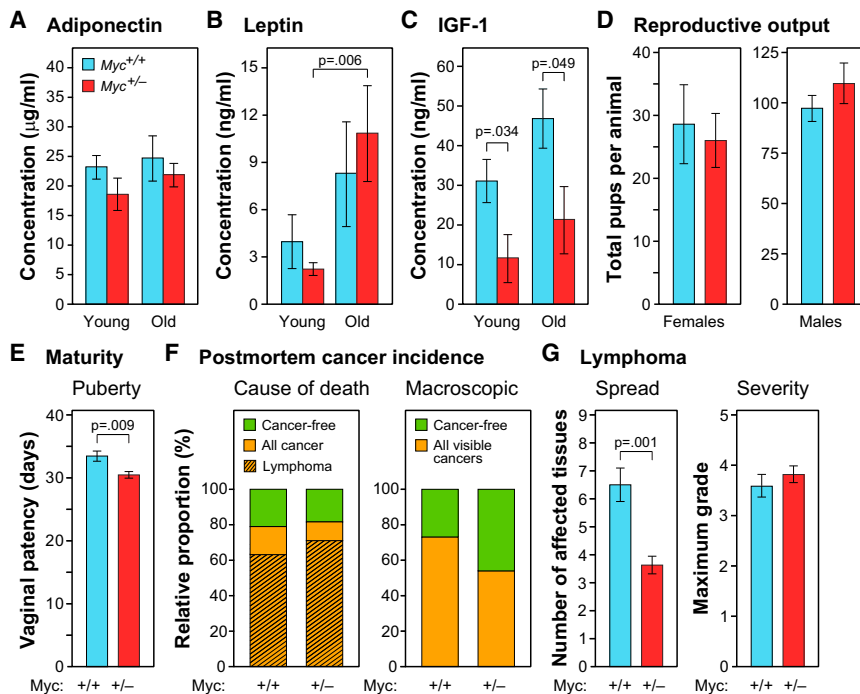 A Adiponectin
Concentration (µg/ml)
40
35
30
25
20
15
10
5
0
Myc+/+
Myc+/–
Young Old
B Leptin
Concentration (ng/ml)
15
12
9
6
3
0
p=.006
Young Old
C IGF-1
Concentration (ng/ml)
60
50
40
30
20
10
0
p=.034
p=.049
Young Old
D Reproductive output
Total pups per animal
40
35
30
25
20
15
10
5
0
Females
125
100
75
50
25
0
Males
E Maturity
Puberty
Vaginal patency (days)
40
30
20
10
0
p=.009
Myc: +/+ +/–
F Postmortem cancer incidence
Cause of death
Relative proportion (%)
Cancer-free
All cancer
Lymphoma
100
80
60
40
20
0
Myc: +/+ +/–
Macroscopic
Cancer-free
All visible
cancers
100
80
60
40
20
0
Myc: +/+ +/–
G Lymphoma
Spread
Number of affected tissues
9
8
7
6
5
4
3
2
1
0
p=.001
Myc: +/+ +/–
Severity
Maximum grade
5
4
3
2
1
0
Myc: +/+ +/–